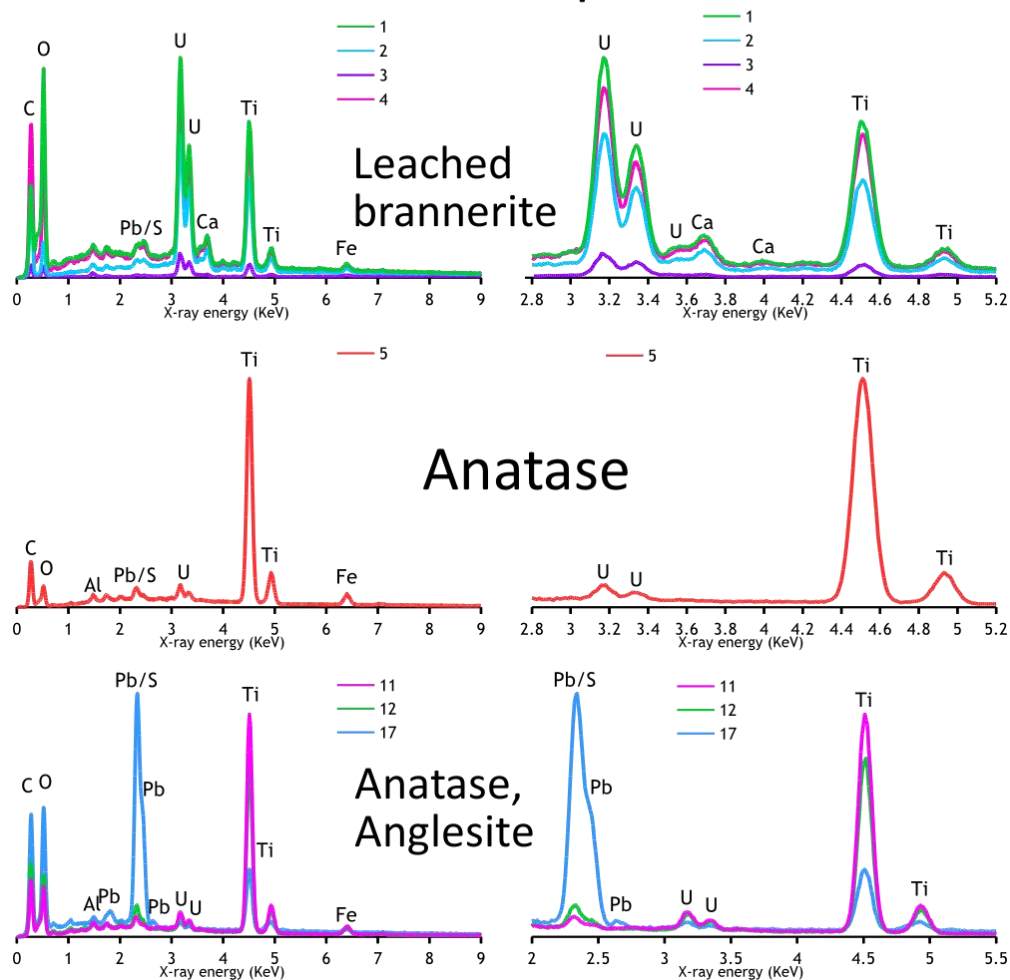 1
2
3
4
C
O
U
U
Ti
Pb/S
Ca
Ti
Fe
Leached
brannerite
0 1 2 3 4 5 6 7 8 9
X-ray energy (KeV)
1
2
3
4
U
U
U
Ca
Ca
Ti
Ti
2.8 3 3.2 3.4 3.6 3.8 4 4.2 4.4 4.6 4.8 5 5.2
X-ray energy (KeV)
5
C
O
Al
Pb/S
U
Ti
Ti
Fe
0 1 2 3 4 5 6 7 8 9
X-ray energy (KeV)
Anatase
5
U
U
Ti
Ti
2.8 3 3.2 3.4 3.6 3.8 4 4.2 4.4 4.6 4.8 5 5.2
X-ray energy (KeV)
11
12
17
C
O
Al
Pb
Pb/S
Pb
Pb
U
U
Ti
Ti
Fe
Anatase,
Anglesite
0 1 2 3 4 5 6 7 8 9
X-ray energy (KeV)
11
12
17
Pb/S
Pb
Pb
U
U
Ti
Ti
2 2.5 3 3.5 4 4.5 5 5.5
X-ray energy (KeV)